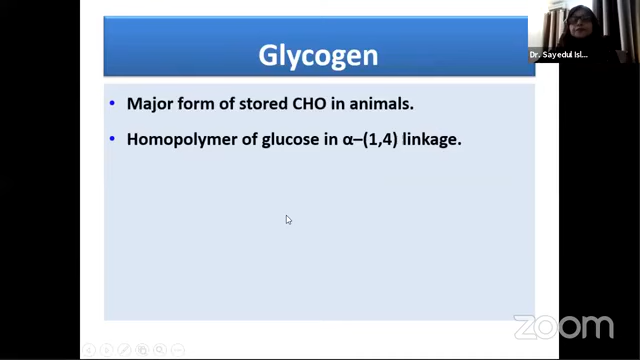 Glycogen
Dr. Sayedul Isl...
• Major form of stored CHO in animals.
• Homopolymer of glucose in α–(1,4) linkage.
zoom